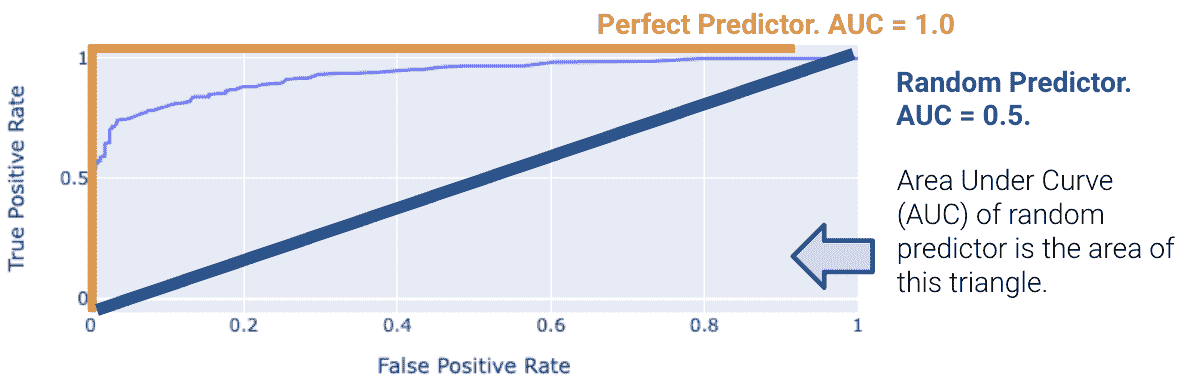 Perfect Predictor. AUC = 1.0
True Positive Rate
1
0.5
0
0
0.2
0.4
0.6
0.8
1
False Positive Rate
Random Predictor.
AUC = 0.5.
Area Under Curve
(AUC) of random
predictor is the area of
this triangle.